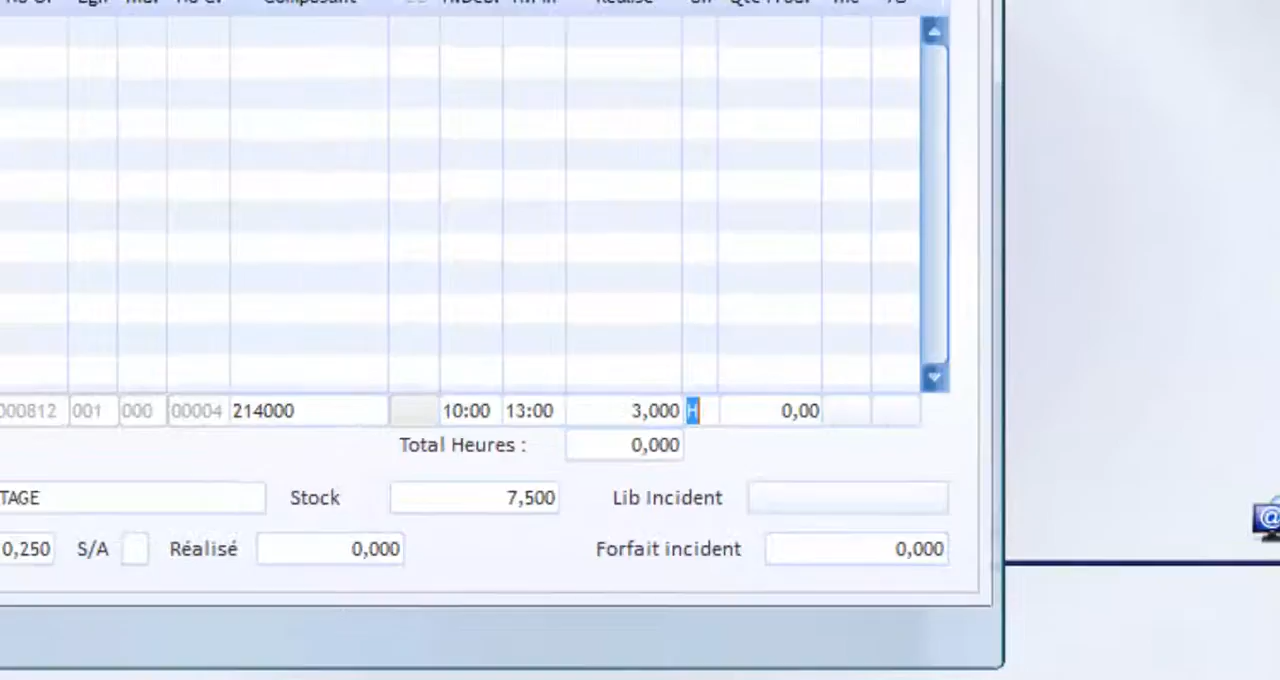 000812 001 000 00004 214000 10:00 13:00 3,000 H 0,00
Total Heures : 0,000
TAGE Stock 7,500 Lib Incident
0,250 S/A Réalisé 0,000 Forfait incident 0,000